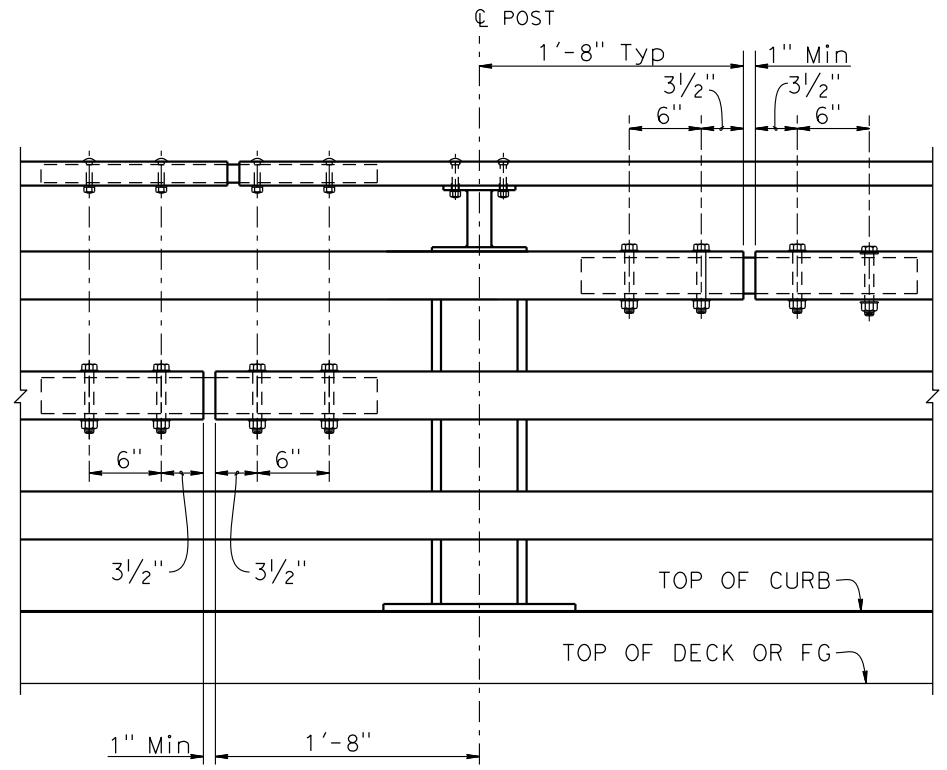 ℄ POST
1'-8" Typ
1" Min
3½"
3½"
6"
6"
6"
6"
3½"
3½"
TOP OF CURB
TOP OF DECK OR FG
1" Min
1'-8"